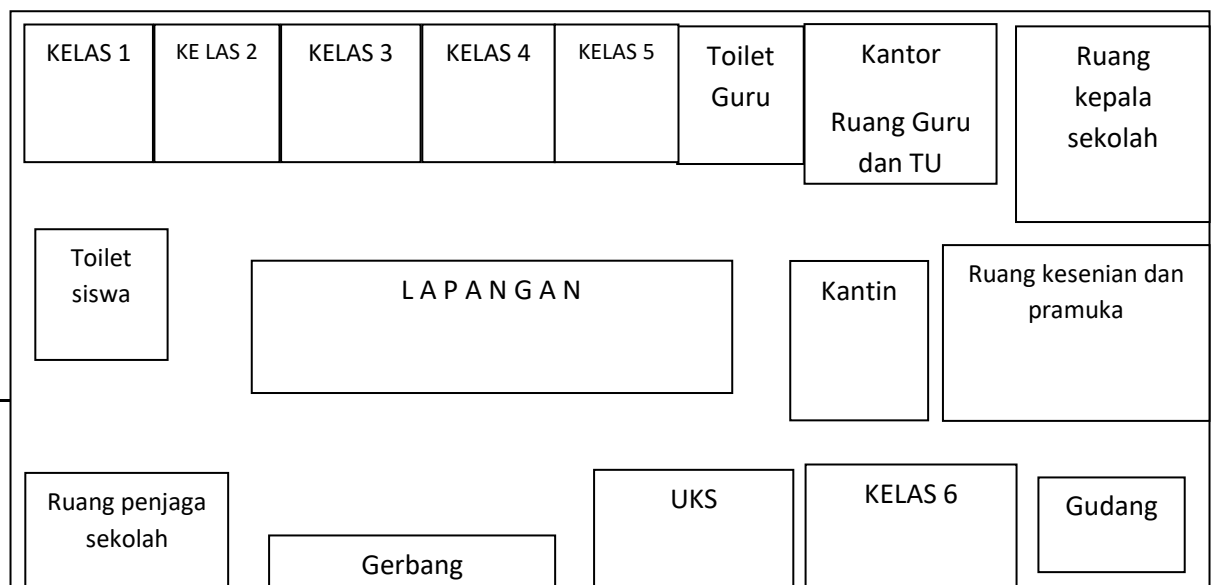 KELAS 1
KE LAS 2
KELAS 3
KELAS 4
KELAS 5
Toilet
Guru
Kantor
Ruang Guru
dan TU
Ruang
kepala
sekolah
Toilet
siswa
L A P A N G A N
Kantin
Ruang kesenian dan
pramuka
Ruang penjaga
sekolah
Gerbang
UKS
KELAS 6
Gudang